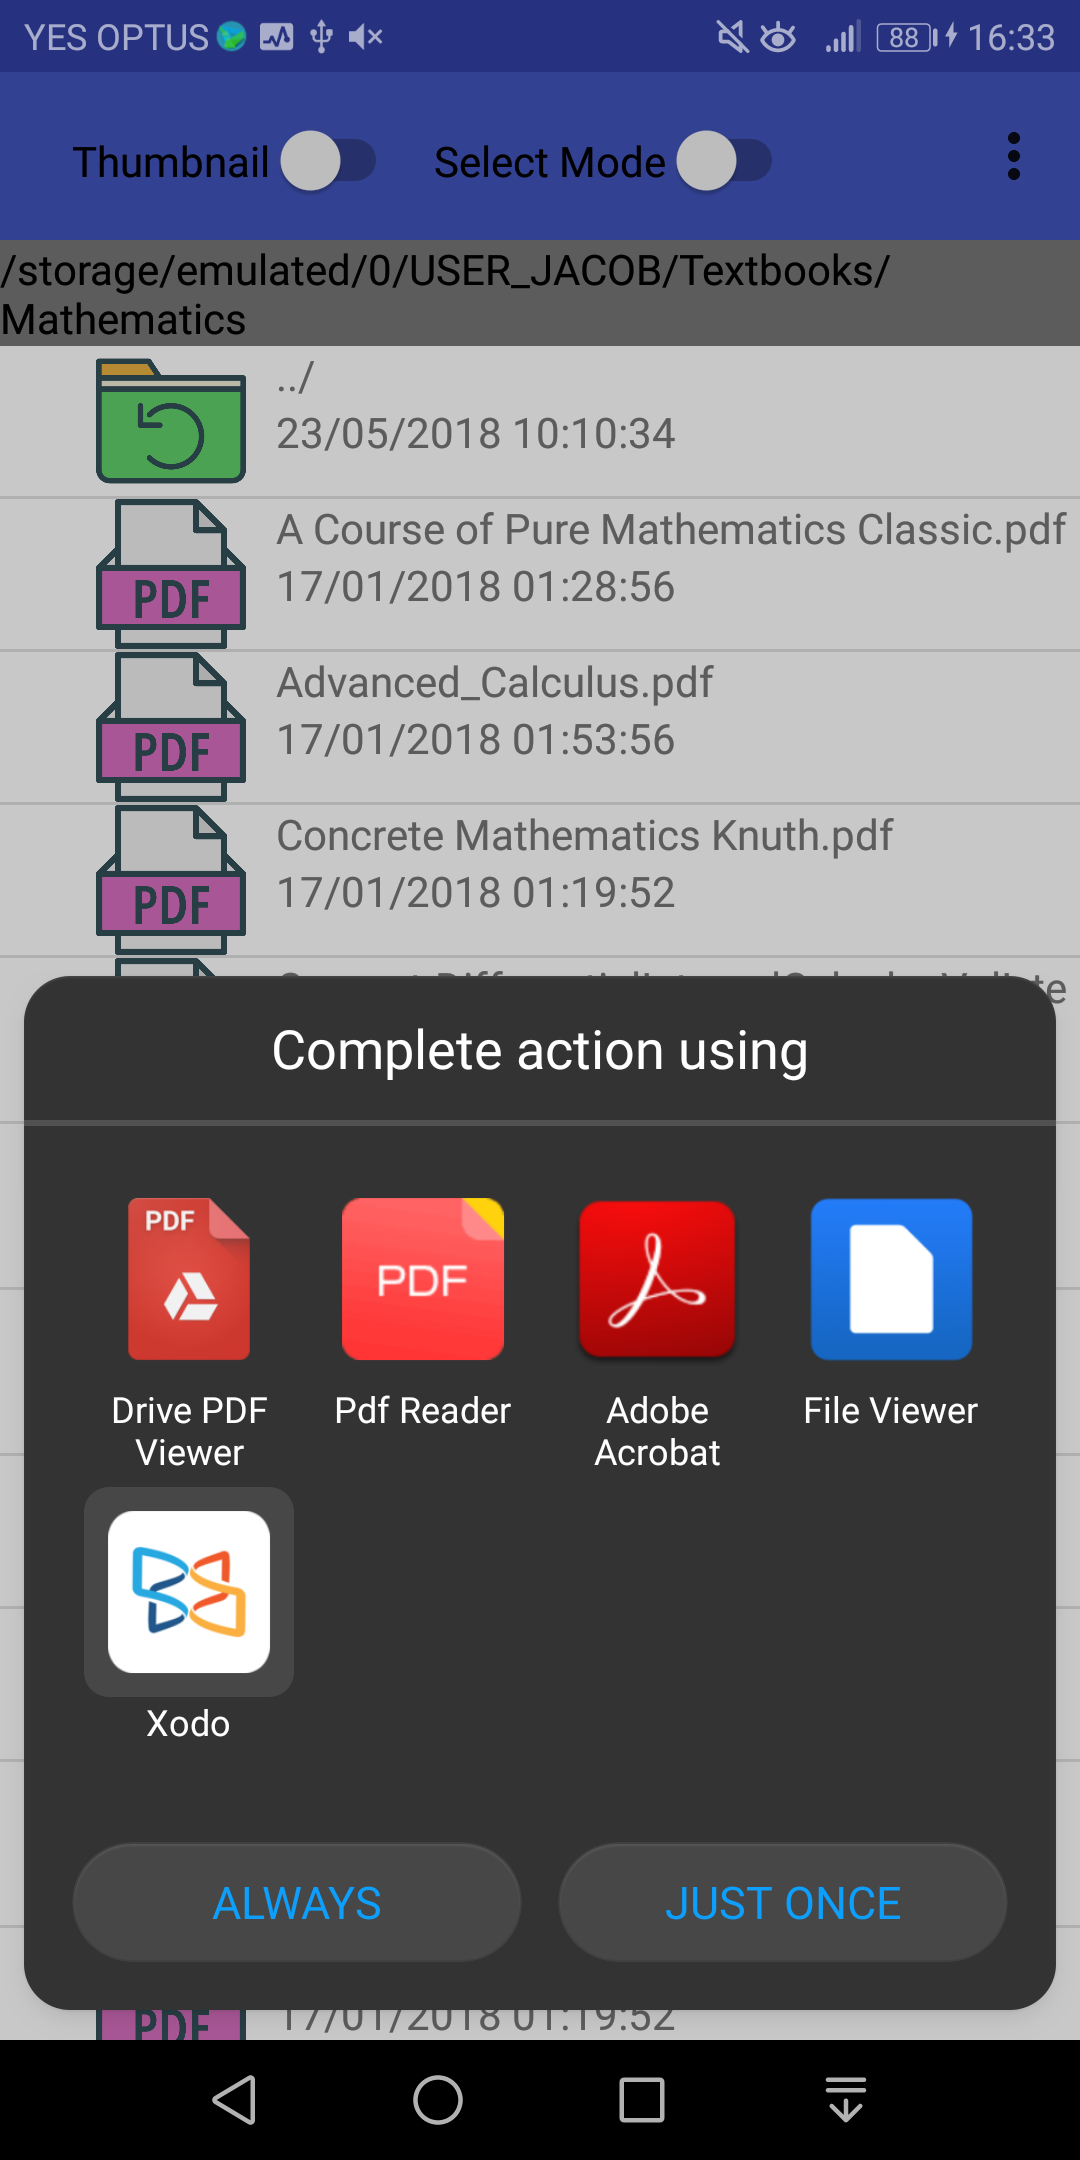 YES OPTUS 88 16:33
Thumbnail Select Mode
/storage/emulated/0/USER_JACOB/Textbooks/
Mathematics
../
23/05/2018 10:10:34
PDF
A Course of Pure Mathematics Classic.pdf
17/01/2018 01:28:56
PDF
Advanced_Calculus.pdf
17/01/2018 01:53:56
PDF
Concrete Mathematics Knuth.pdf
17/01/2018 01:19:52
Complete action using
PDF
PDF
Drive PDF
Viewer
Pdf Reader
Adobe
Acrobat
File Viewer
Xodo
ALWAYS JUST ONCE
PDF
17/01/2018 01:19:52